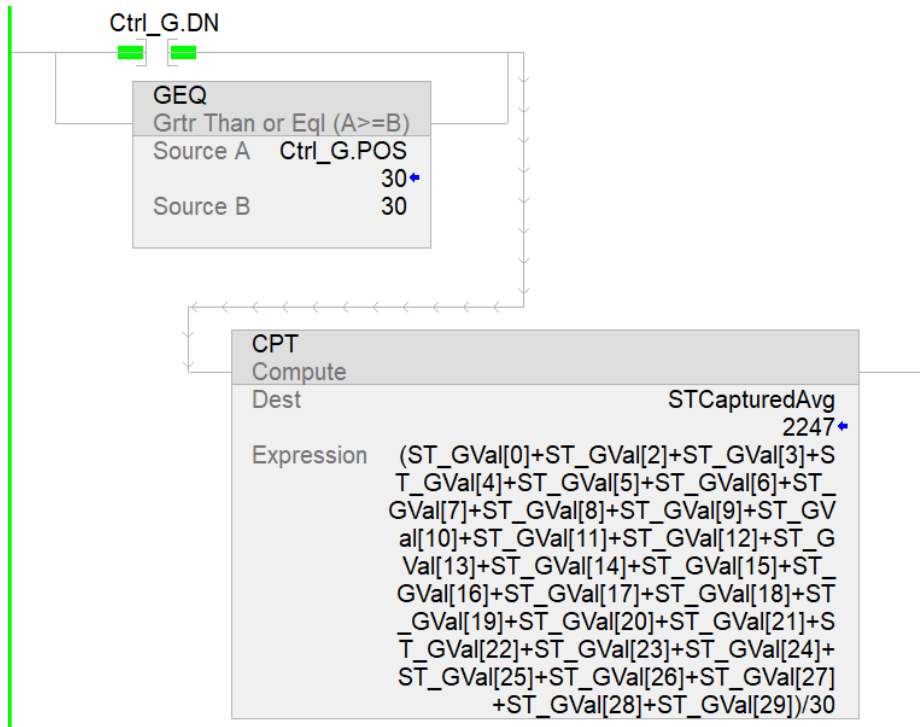 Ctrl_G.DN
GEQ
Grtr Than or Eql (A>=B)
Source A Ctrl_G.POS
30
Source B 30
CPT
Compute
Dest STCapturedAvg
2247
Expression (ST_GVal[0]+ST_GVal[2]+ST_GVal[3]+S
T_GVal[4]+ST_GVal[5]+ST_GVal[6]+ST_
GVal[7]+ST_GVal[8]+ST_GVal[9]+ST_GV
al[10]+ST_GVal[11]+ST_GVal[12]+ST_G
Val[13]+ST_GVal[14]+ST_GVal[15]+ST_
GVal[16]+ST_GVal[17]+ST_GVal[18]+ST
_GVal[19]+ST_GVal[20]+ST_GVal[21]+S
T_GVal[22]+ST_GVal[23]+ST_GVal[24]+
ST_GVal[25]+ST_GVal[26]+ST_GVal[27]
+ST_GVal[28]+ST_GVal[29])/30